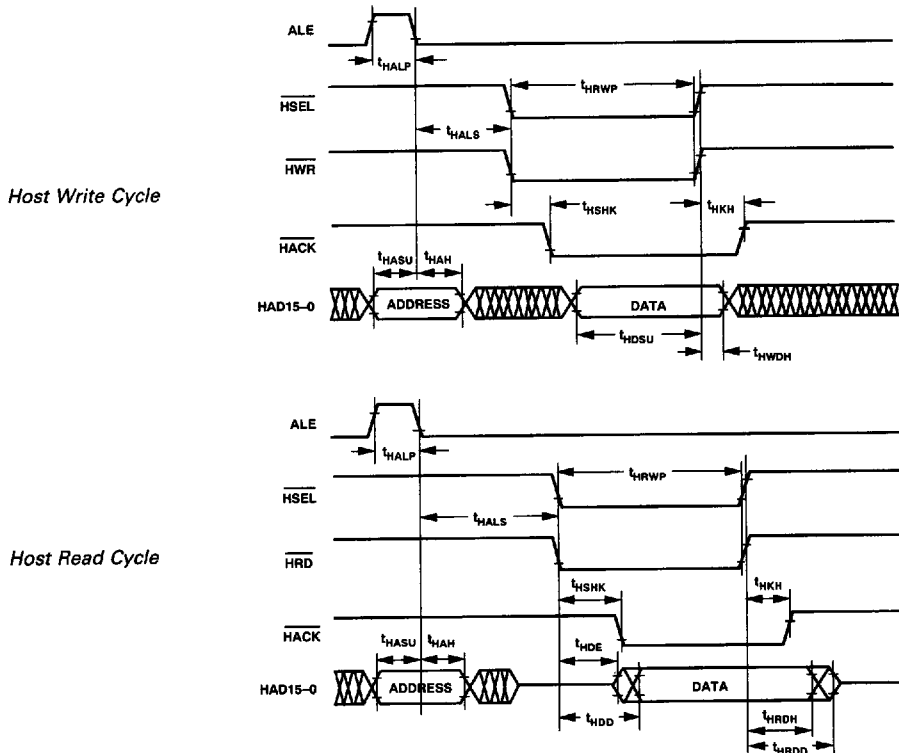 ALE
tHALP
HSEL
tHRWP
tHALS
HWR
Host Write Cycle
tHSHK
tHKH
HACK
tHASU
tHAH
HAD15–0
ADDRESS
DATA
tHDSU
tHWDH
ALE
tHALP
HSEL
tHRWP
tHALS
Host Read Cycle
HRD
tHSHK
tHKH
HACK
tHASU
tHAH
tHDE
HAD15–0
ADDRESS
DATA
tHDD
tHRDH
tHRDD